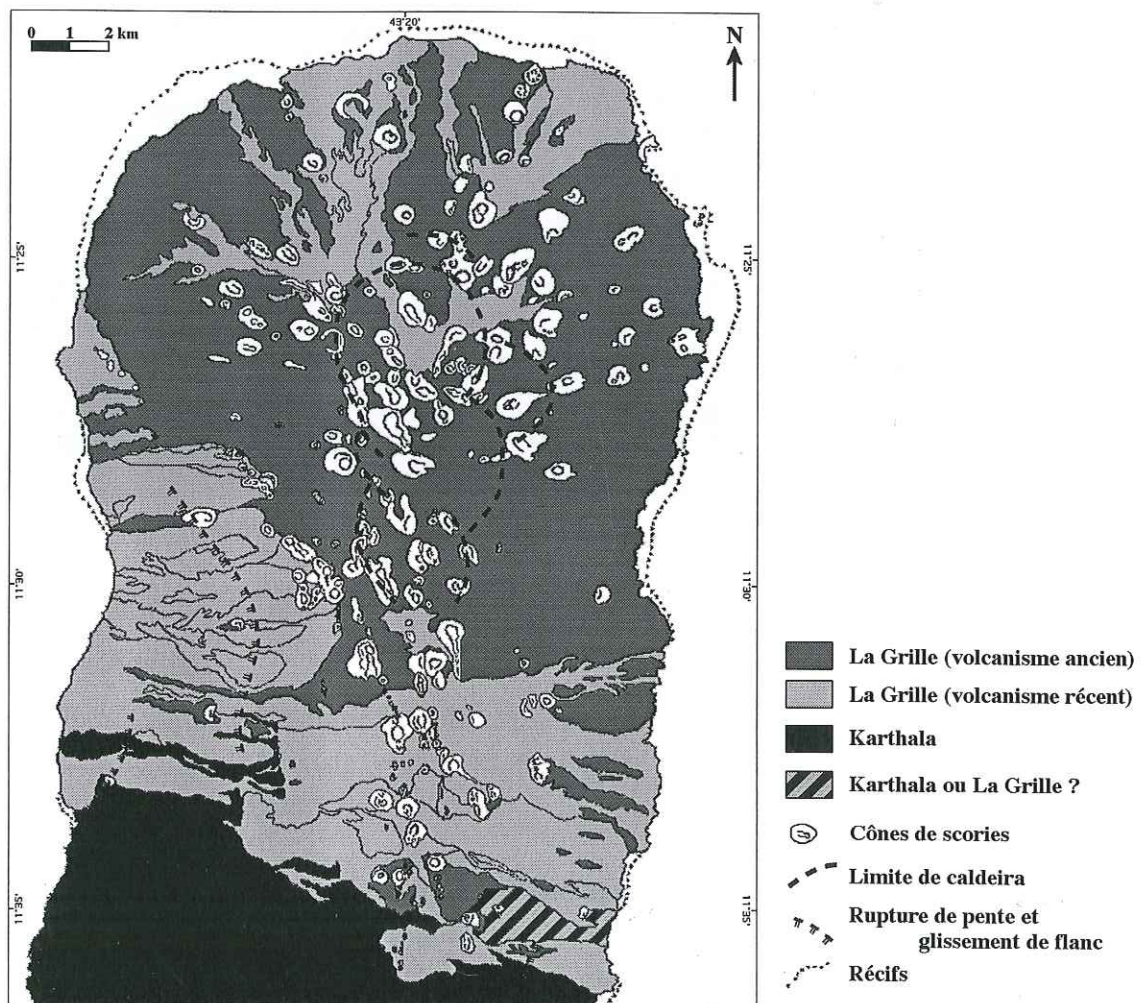 43°20
0 1 2 km
N
11°25'
11°25'
11°30'
11°30'
11°35'
11°35'
La Grille (volcanisme ancien)
La Grille (volcanisme récent)
Karthala
Karthala ou La Grille ?
Cônes de scories
Limite de caldeira
Rupture de pente et
glissement de flanc
Récifs